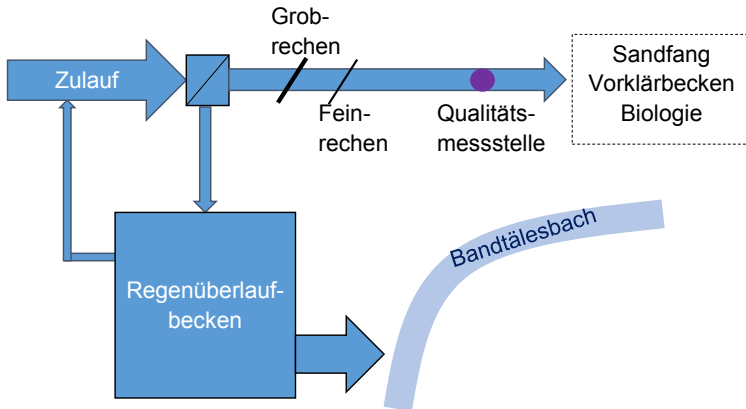 Grob-
rechen
Zulauf
Fein-
rechen
Qualitäts-
messstelle
Sandfang
Vorklärbecken
Biologie
Regenüberlauf-
becken
Bandtälesbach